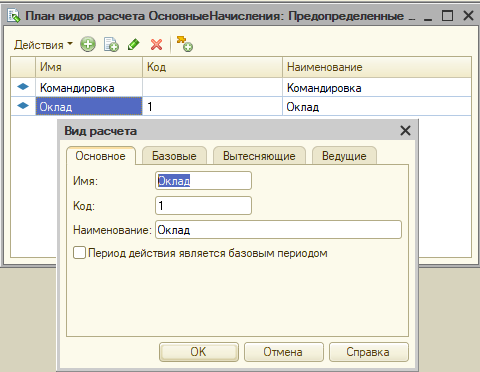 План видов расчета ОсновныеНачисления: Предопределенные ...
Действия
Имя Код Наименование
Командировка Командировка
Оклад 1 Оклад
Вид расчета
Основное Базовые Вытесняющие Ведущие
Имя: Оклад
Код: 1
Наименование: Оклад
Период действия является базовым периодом
OK Отмена Справка